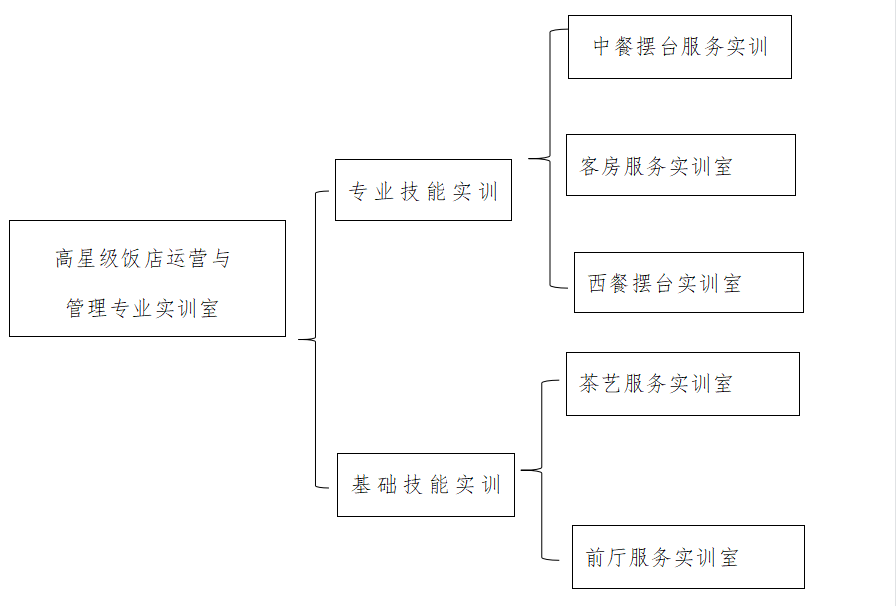 中餐摆台服务实训
客房服务实训室
专业技能实训
高星级饭店运营与
管理专业实训室
西餐摆台实训室
茶艺服务实训室
基础技能实训
前厅服务实训室